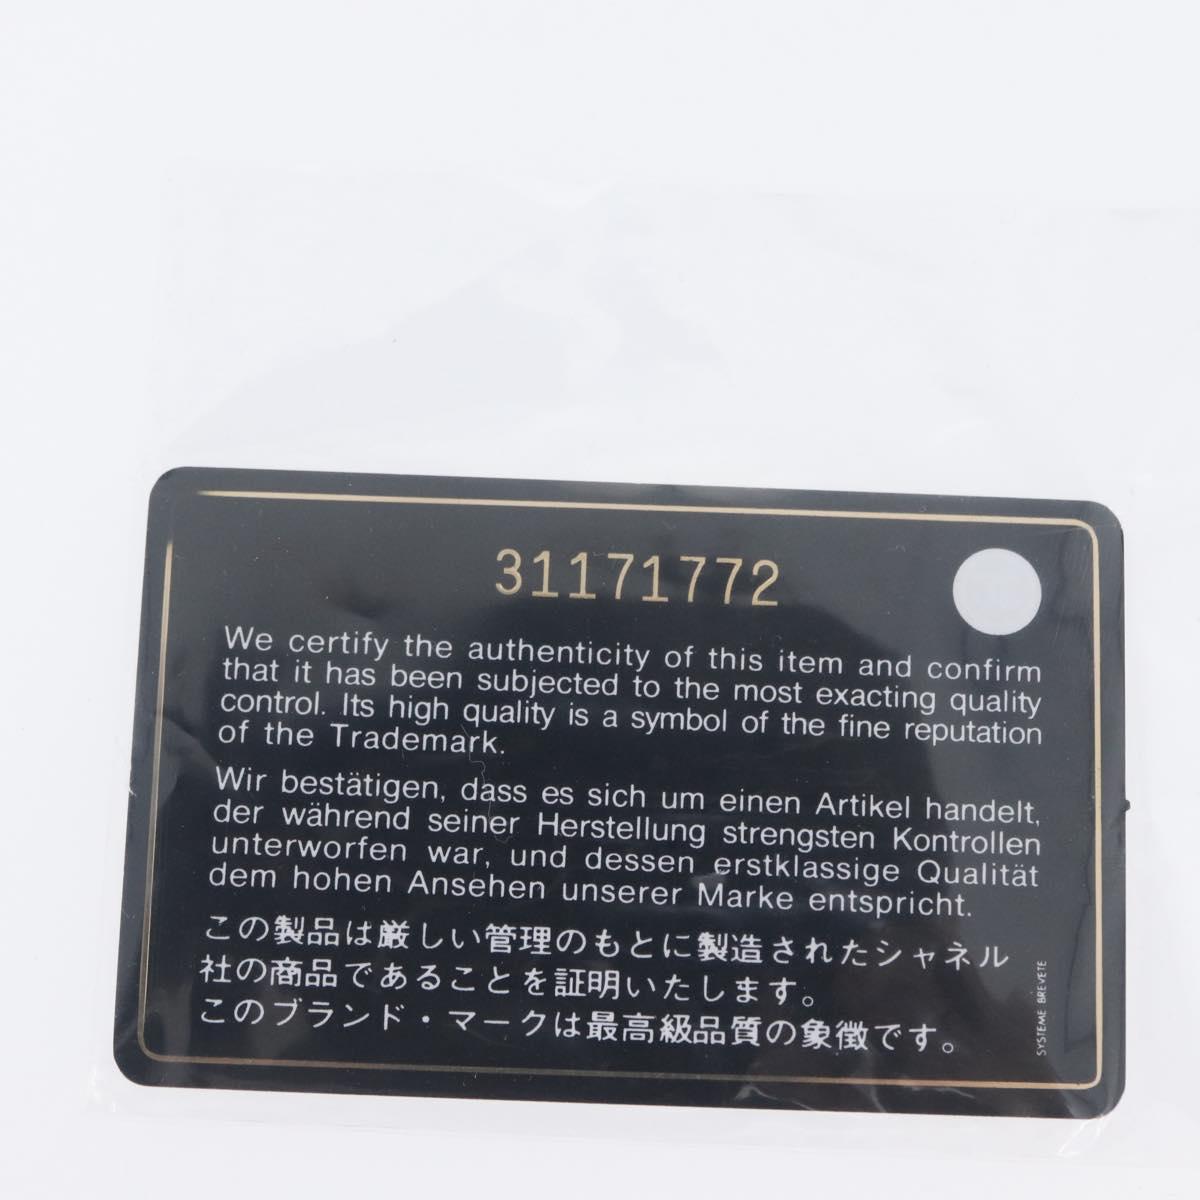 31171772
We certify the authenticity of this item and confirm
that it has been subjected to the most exacting quality
control. Its high quality is a symbol of the fine reputation
of the Trademark.
Wir bestätigen, dass es sich um einen Artikel handelt,
der während seiner Herstellung strengsten Kontrollen
unterworfen war, und dessen erstklassige Qualität
dem hohen Ansehen unserer Marke entspricht.
この製品は厳しい管理のもとに製造されたシャネル
社の商品であることを証明いたします。
このブランド・マークは最高級品質の象徴です。
SYSTEME BREVETE